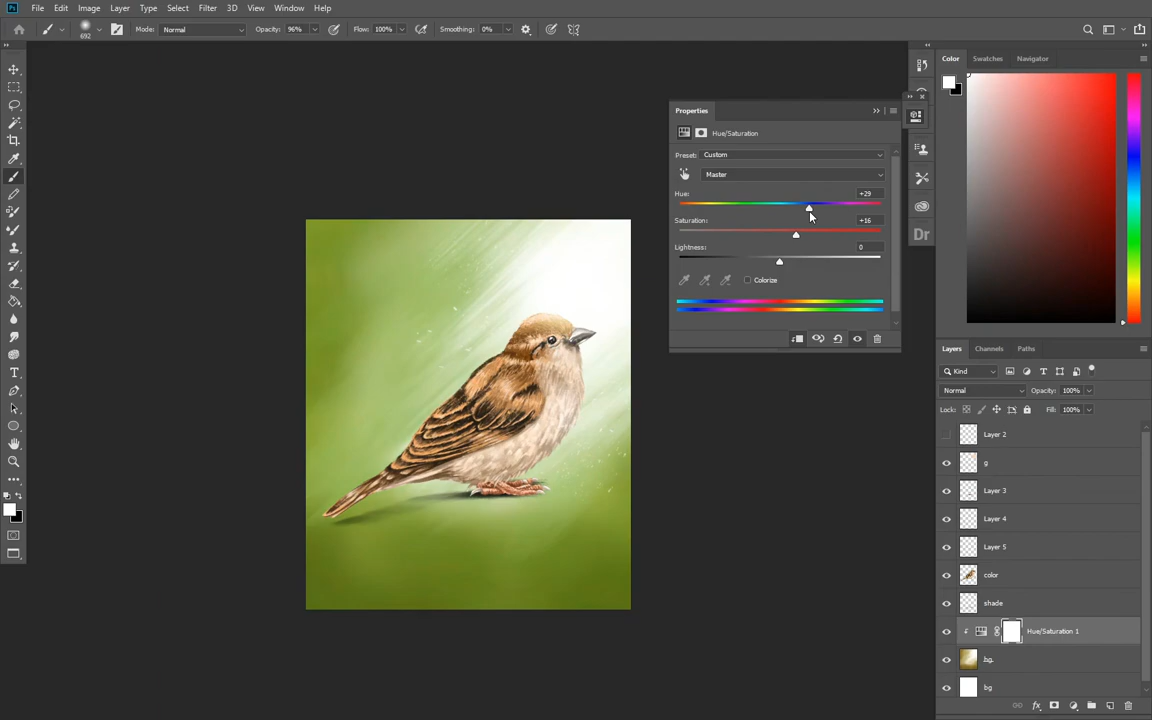 Ps File Edit Image Layer Type Select Filter 3D View Window Help
692 Mode: Normal Opacity: 96% Flow: 100% Smoothing: 0%
Color Swatches Navigator
Properties
Hue/Saturation
Preset: Custom
Master
Hue: +29
Saturation: +16
Lightness: 0
Colorize
Dr
Layers Channels Paths
Kind
Normal Opacity: 100%
Lock: Fill: 100%
Layer 2
g
Layer 3
Layer 4
Layer 5
color
shade
Hue/Saturation 1
bg.
bg